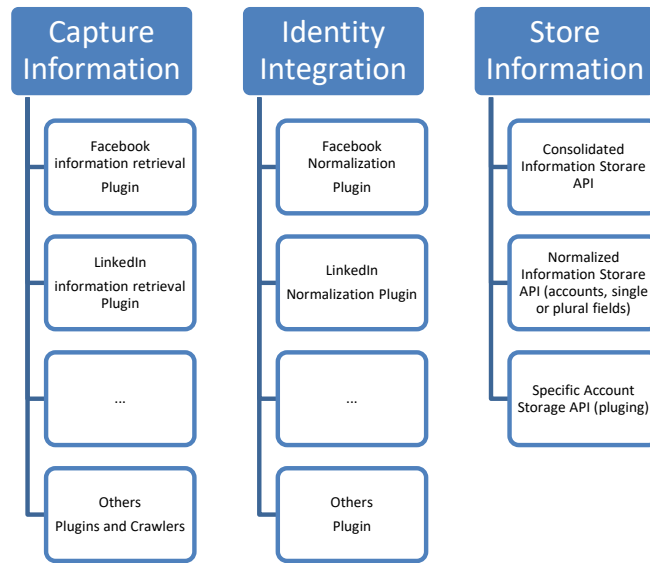 Capture
Information
Facebook
information retrieval
Plugin
LinkedIn
information retrieval
Plugin
...
Others
Plugins and Crawlers
Identity
Integration
Facebook
Normalization
Plugin
LinkedIn
Normalization Plugin
...
Others
Plugin
Store
Information
Consolidated
Information Storare
API
Normalized
Information Storare
API (accounts, single
or plural fields)
Specific Account
Storage API (pluging)